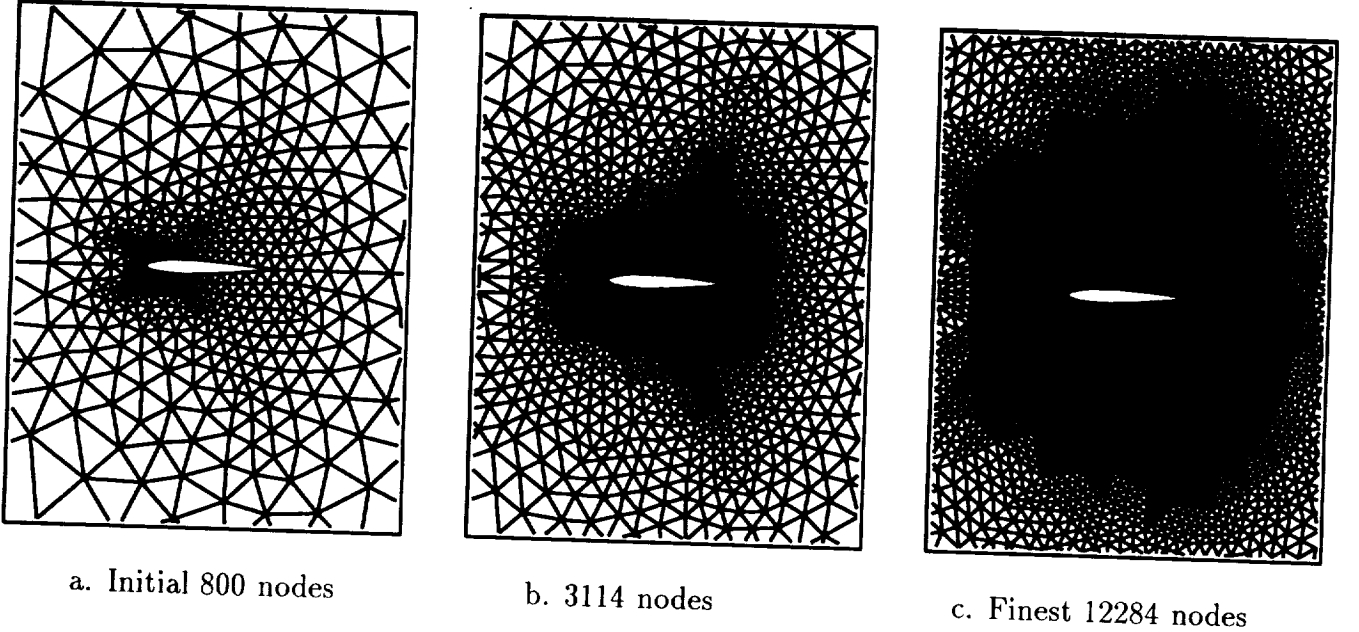 a. Initial 800 nodes
b. 3114 nodes
c. Finest 12284 nodes